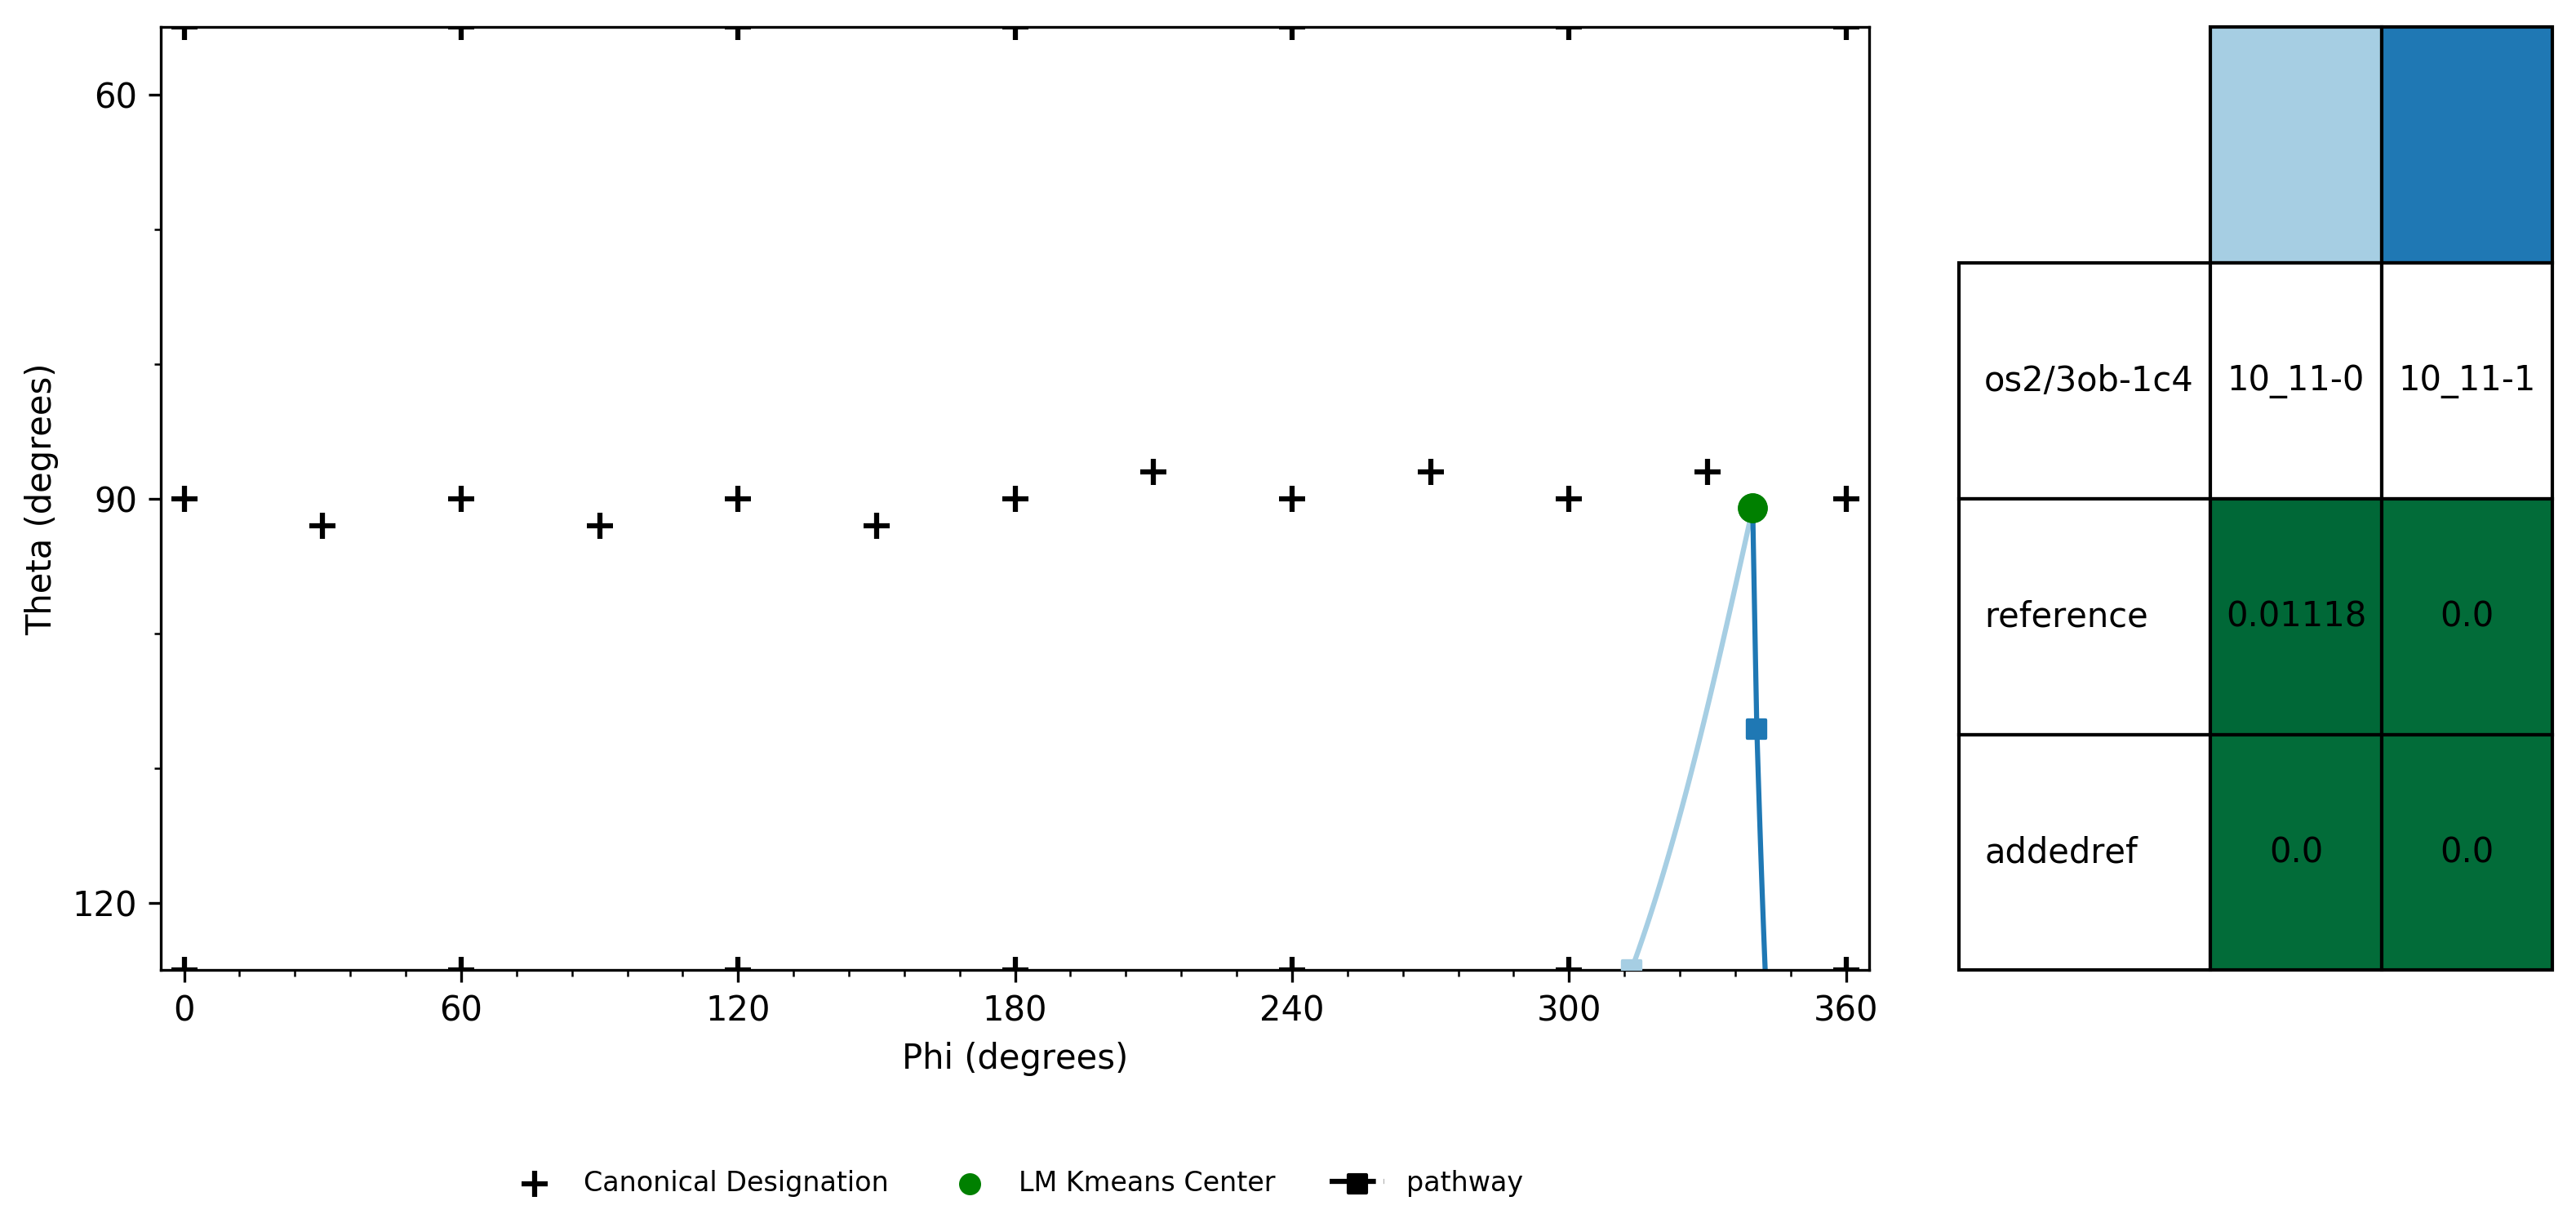 Theta (degrees)
60
90
120
0 60 120 180 240 300 360
Phi (degrees)
Canonical Designation LM Kmeans Center pathway
os2/3ob-1c4 10_11-0 10_11-1
reference 0.01118 0.0
addedref 0.0 0.0